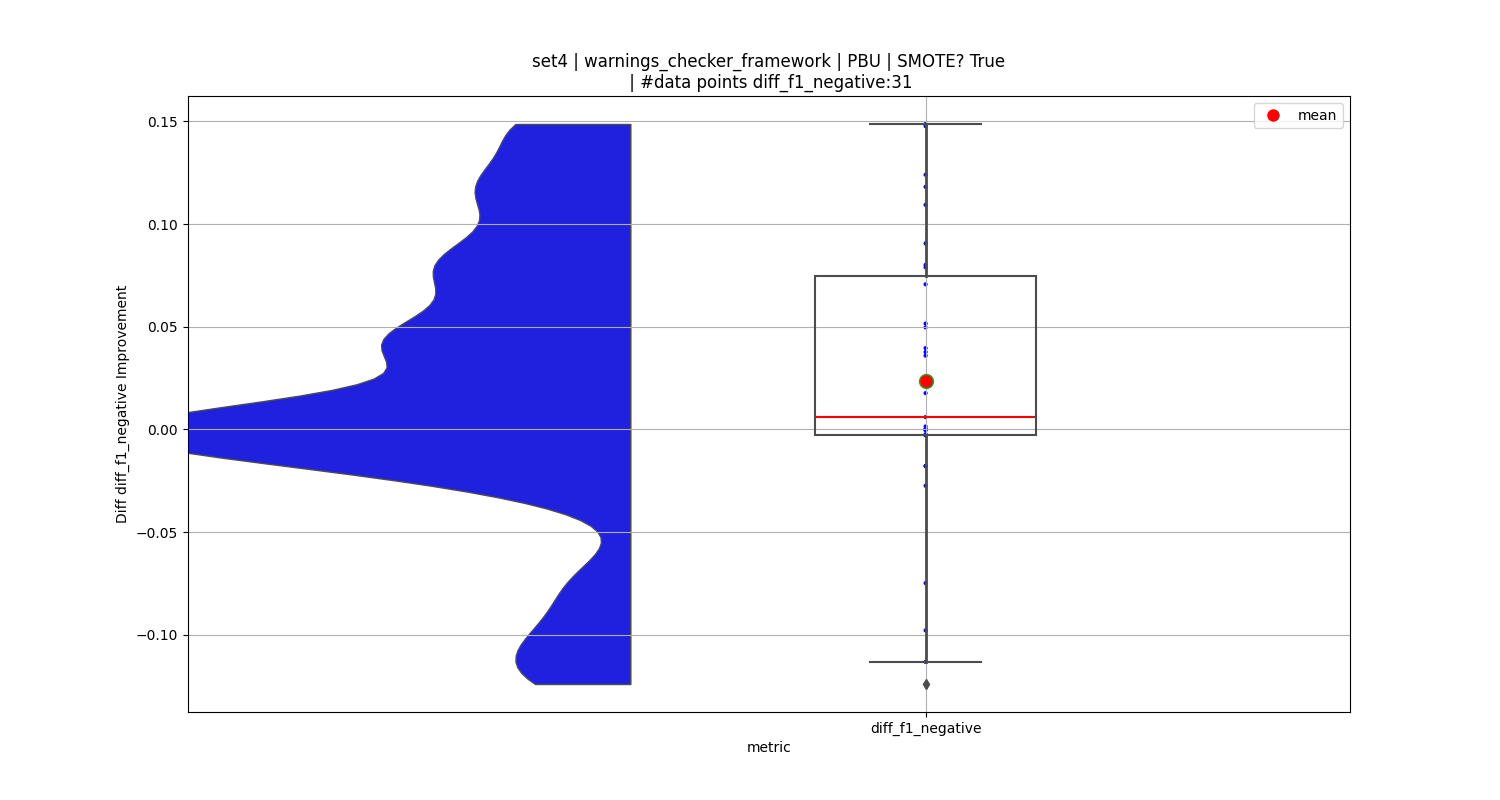 set4 | warnings_checker_framework | PBU | SMOTE? True
| #data points diff_f1_negative:31
mean
0.15
0.10
0.05
0.00
−0.05
−0.10
Diff diff_f1_negative Improvement
diff_f1_negative
metric